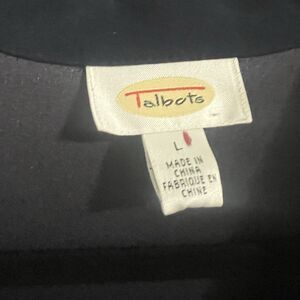 Talbots
L
MADE IN
CHINA
FABRIQUE EN
CHINE